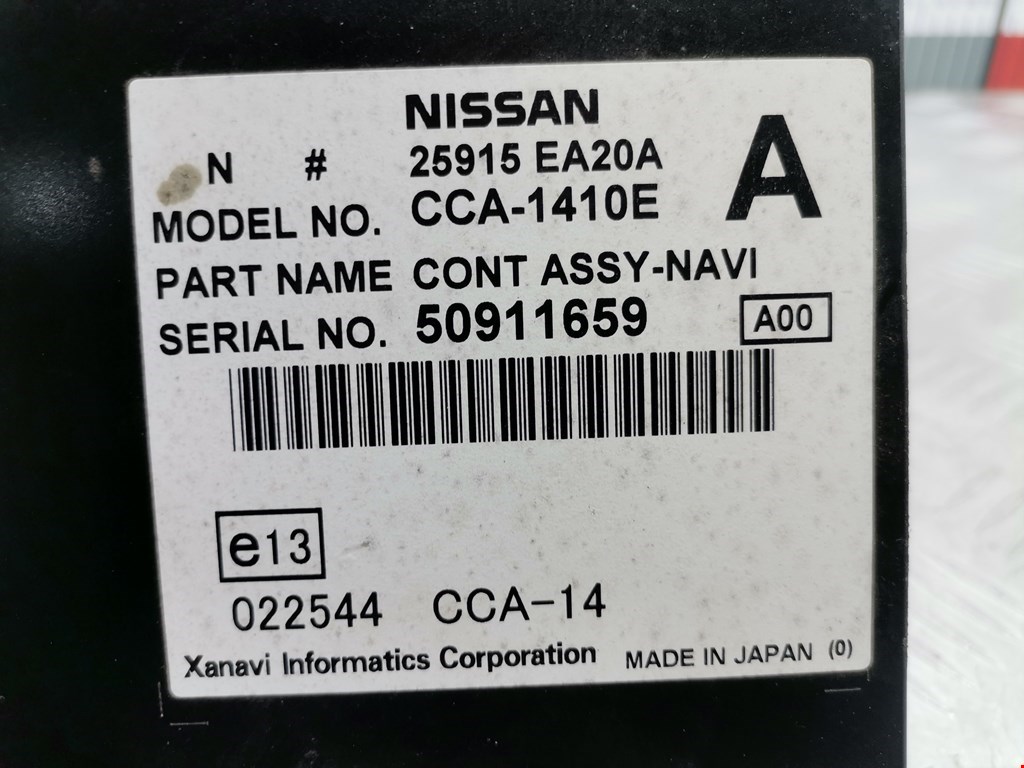 NISSAN
N # 25915 EA20A A
MODEL NO. CCA-1410E
PART NAME CONT ASSY-NAVI
SERIAL NO. 50911659 A00
e13
022544 CCA-14
Xanavi Informatics Corporation MADE IN JAPAN (0)